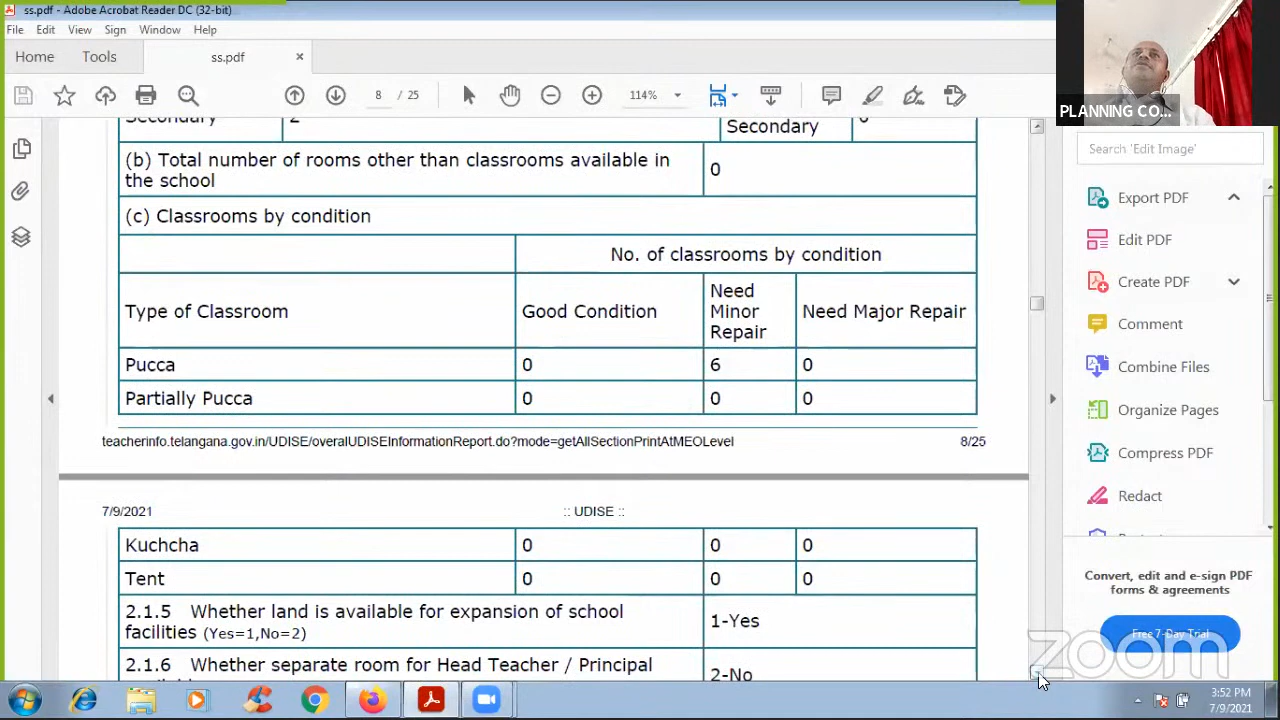 ss.pdf - Adobe Acrobat Reader DC (32-bit)
File Edit View Sign Window Help
Home Tools ss.pdf ×
8 / 25 114%
PLANNING CO...
Secondary 2 Secondary 0
(b) Total number of rooms other than classrooms available in
the school
0
(c) Classrooms by condition
No. of classrooms by condition
Type of Classroom Good Condition Need Minor Repair Need Major Repair
Pucca 0 6 0
Partially Pucca 0 0 0
teacherinfo.telangana.gov.in/UDISE/overalUDISEInformationReport.do?mode=getAllSectionPrintAtMEOLevel 8/25
7/9/2021 :: UDISE ::
Kuchcha 0 0 0
Tent 0 0 0
2.1.5 Whether land is available for expansion of school
facilities (Yes=1,No=2)
1-Yes
2.1.6 Whether separate room for Head Teacher / Principal
2-No
Search 'Edit Image'
Export PDF
Edit PDF
Create PDF
Comment
Combine Files
Organize Pages
Compress PDF
Redact
Convert, edit and e-sign PDF
forms & agreements
Free 7-Day Trial
zoom
3:52 PM
7/9/2021